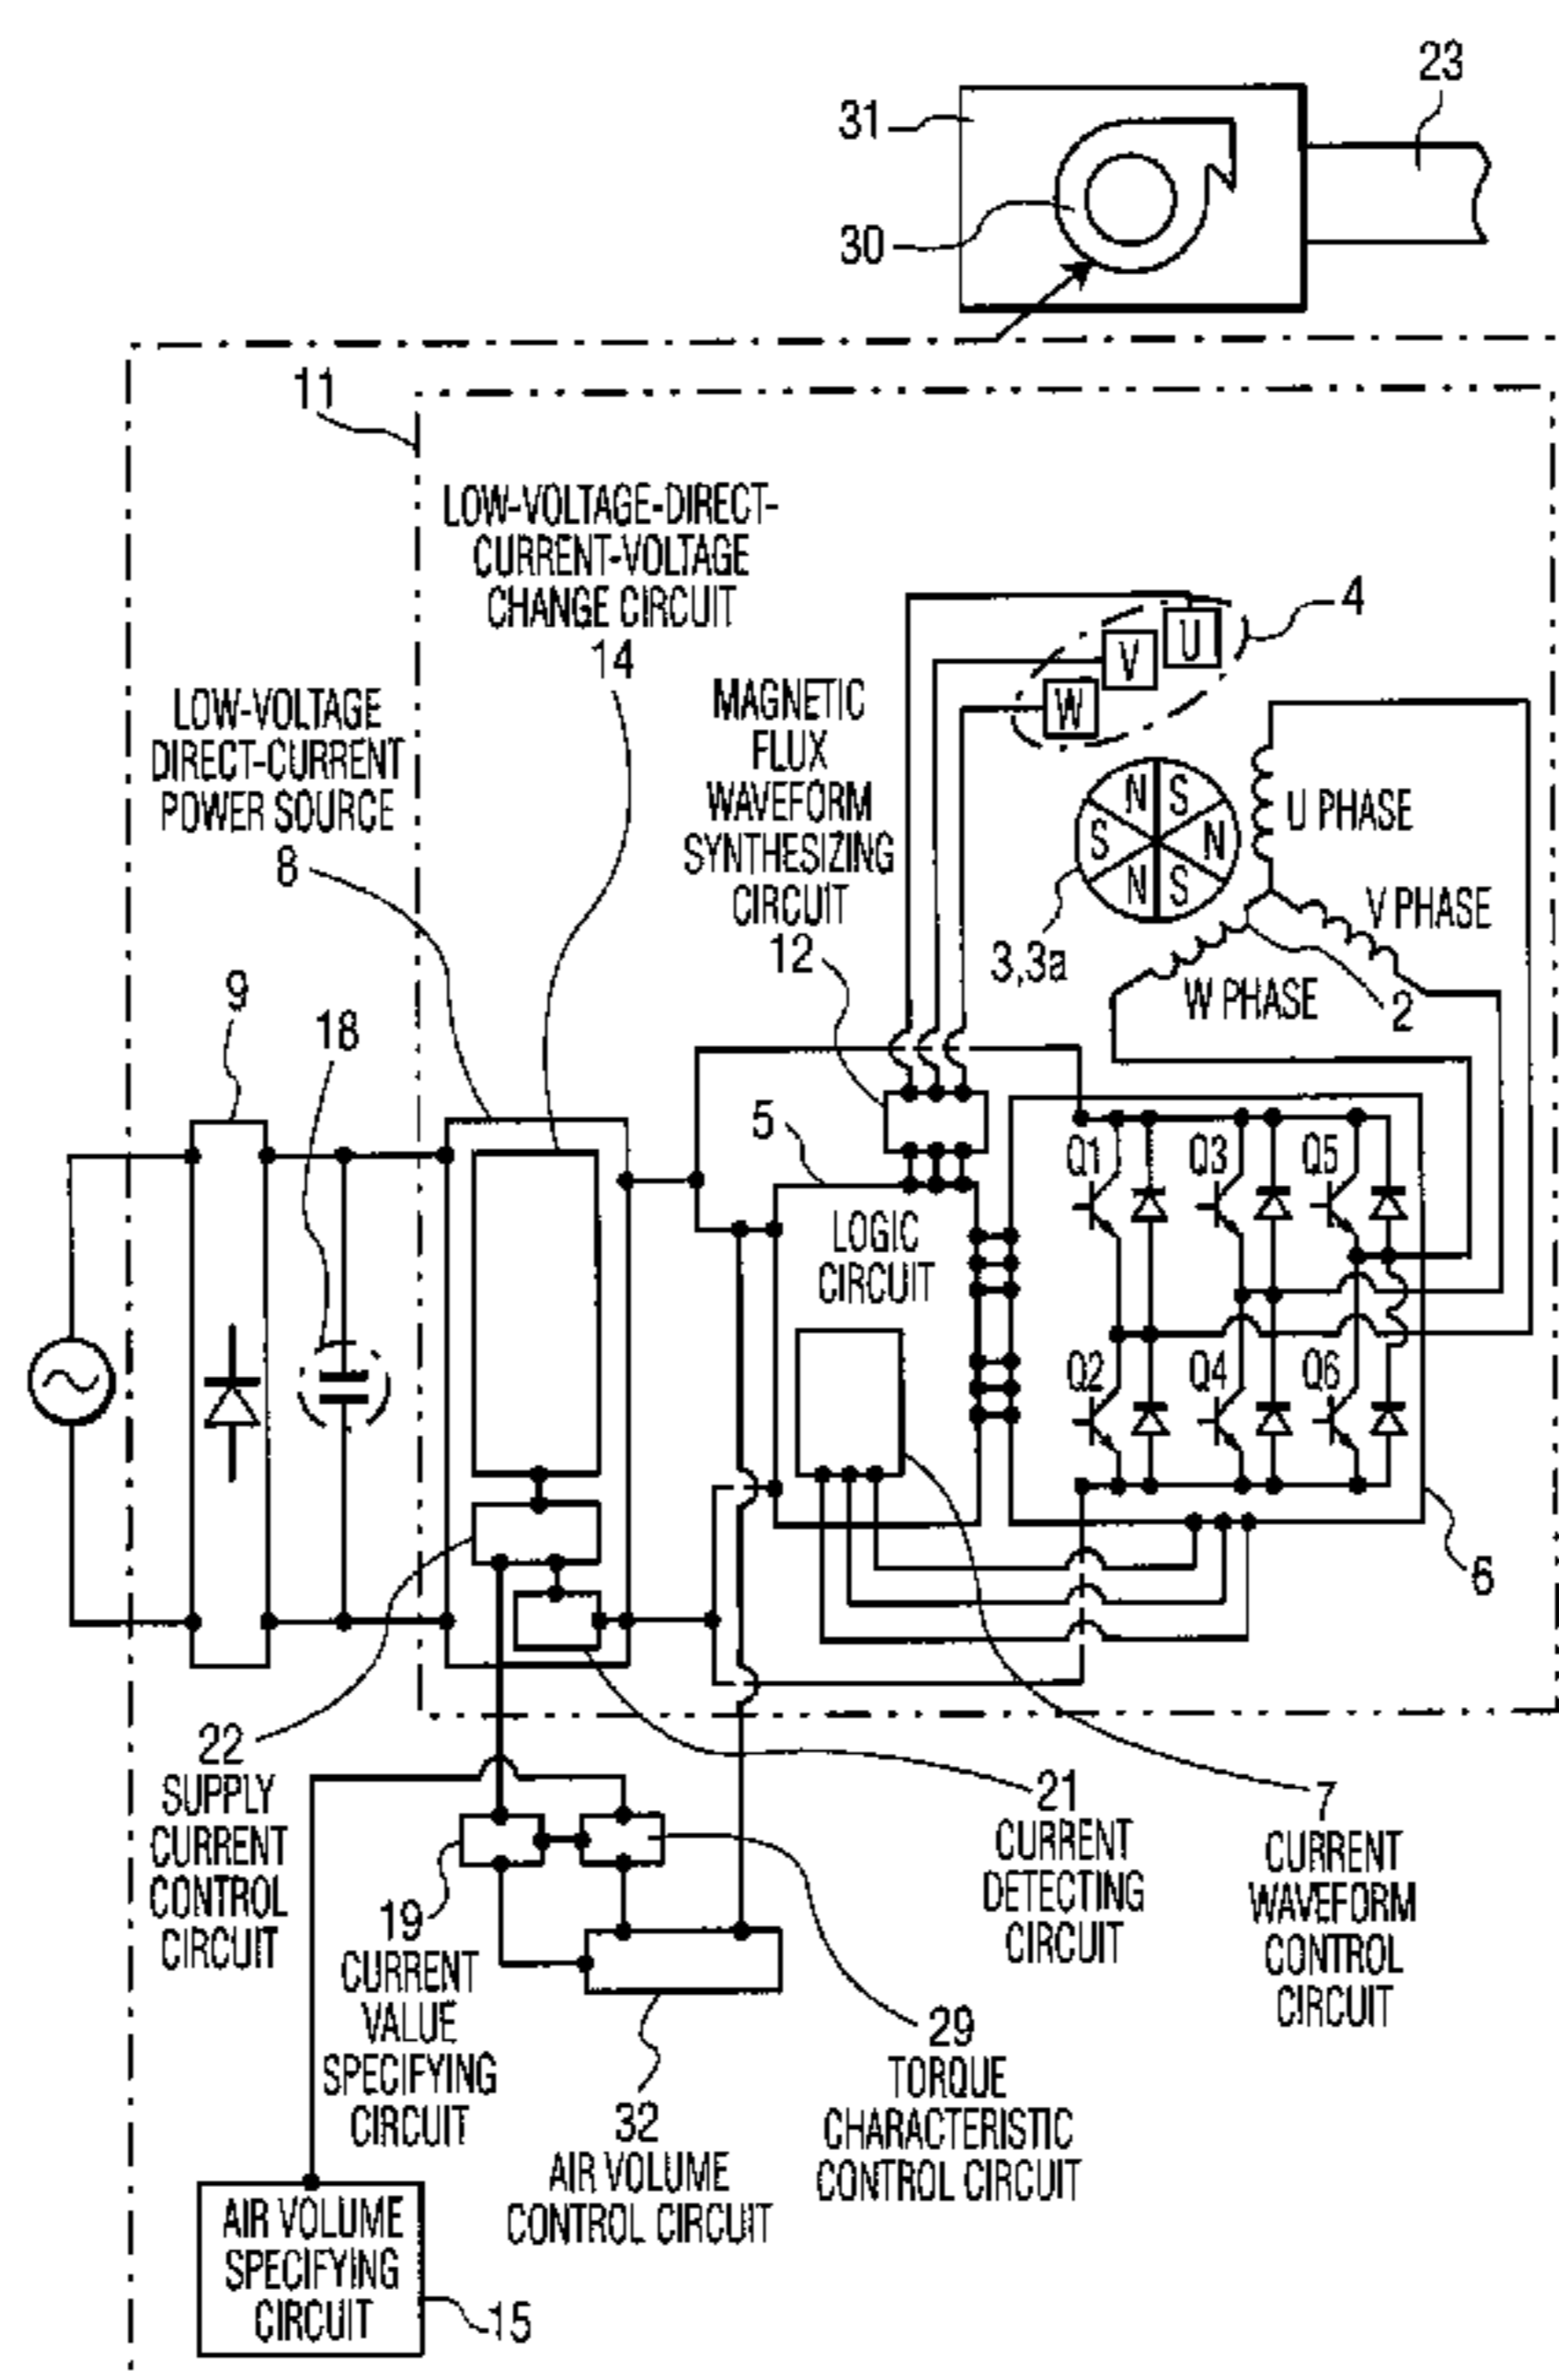 23
31
30
11
LOW-VOLTAGE-DIRECT-
CURRENT-VOLTAGE
CHANGE CIRCUIT
14
4
U
V
W
LOW-VOLTAGE
DIRECT-CURRENT
POWER SOURCE
8
MAGNETIC
FLUX
WAVEFORM
SYNTHESIZING
CIRCUIT
12
N S
S N
N S
3,3a
U PHASE
V PHASE
W PHASE
2
9
18
5
LOGIC
CIRCUIT
Q1 Q3 Q5
Q2 Q4 Q6
6
22
SUPPLY
CURRENT
CONTROL
CIRCUIT
21
CURRENT
DETECTING
CIRCUIT
7
CURRENT
WAVEFORM
CONTROL
CIRCUIT
19
CURRENT
VALUE
SPECIFYING
CIRCUIT
29
TORQUE
CHARACTERISTIC
CONTROL CIRCUIT
32
AIR VOLUME
CONTROL CIRCUIT
AIR VOLUME
SPECIFYING
CIRCUIT
15